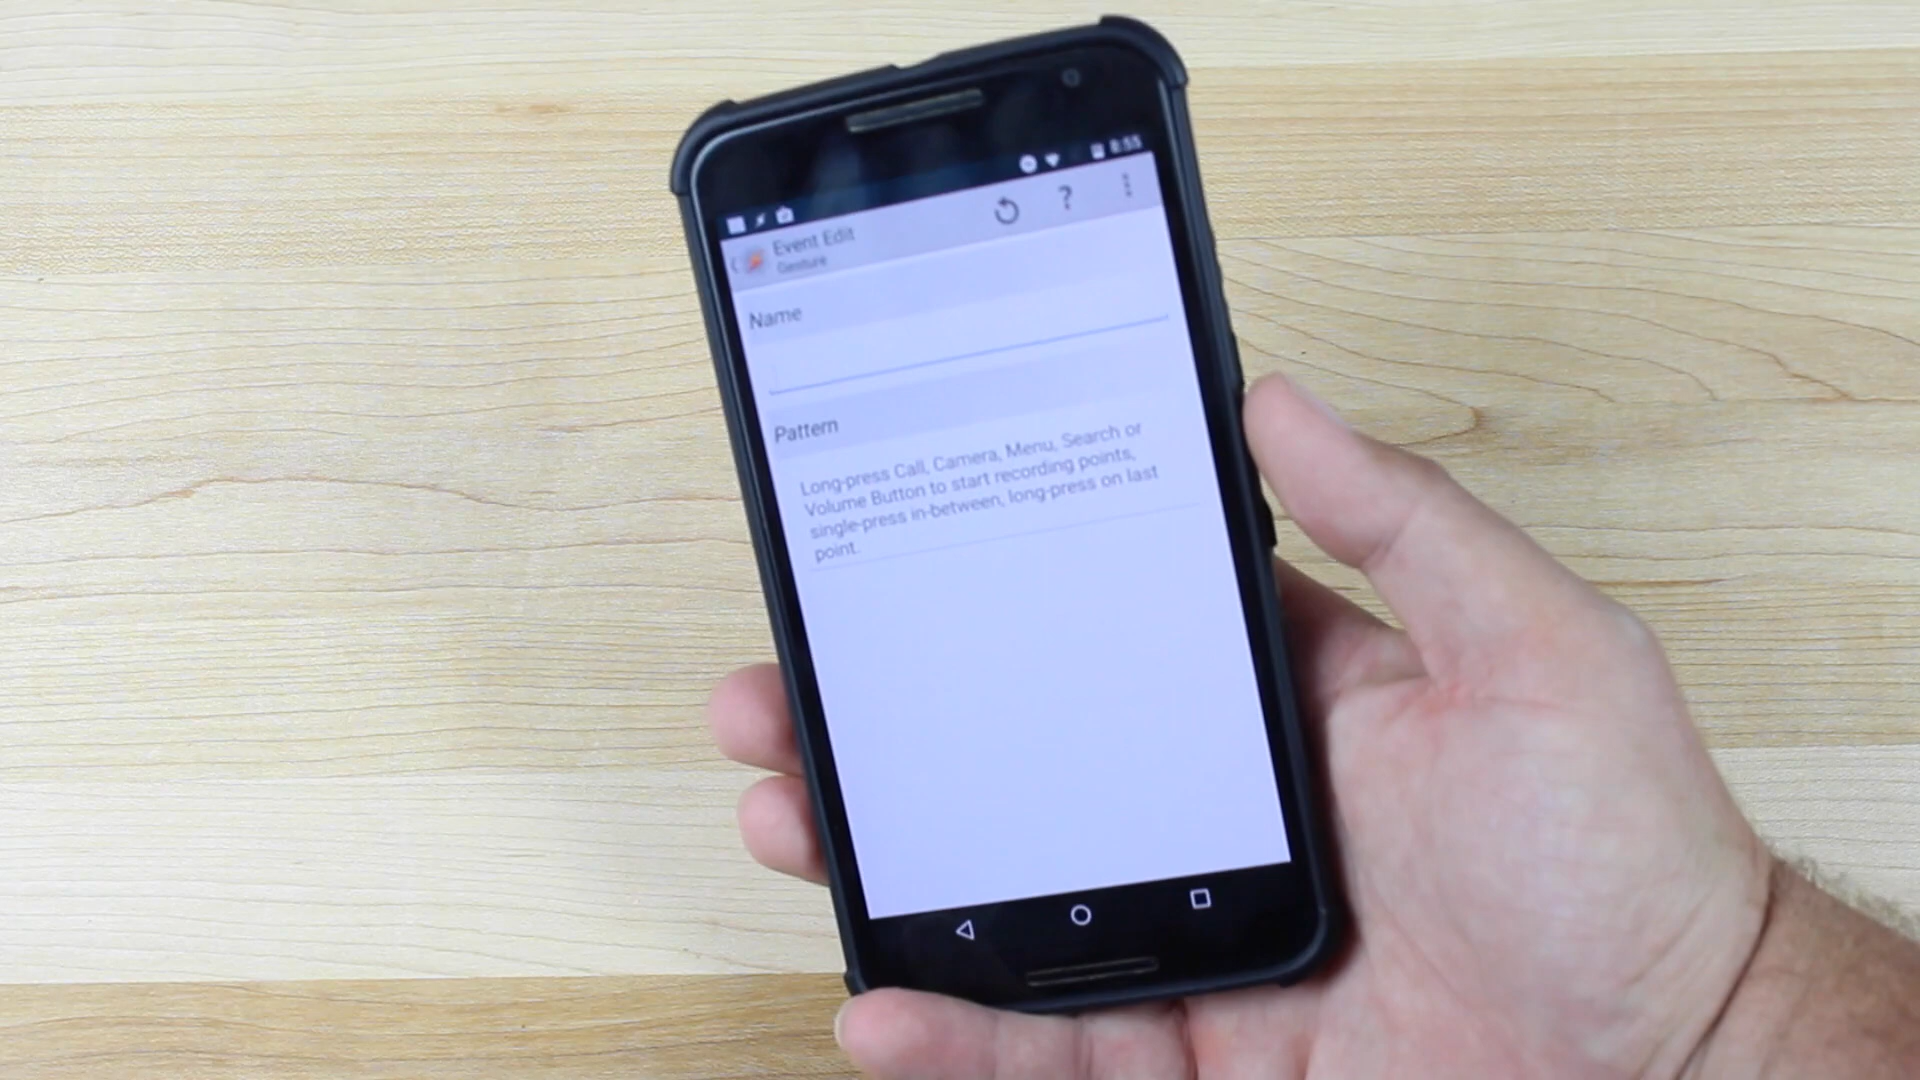 8:55
Event Edit
?
Gesture
Name
Pattern
Long-press Call, Camera, Menu, Search or
Volume Button to start recording points,
single-press in-between, long-press on last
point.